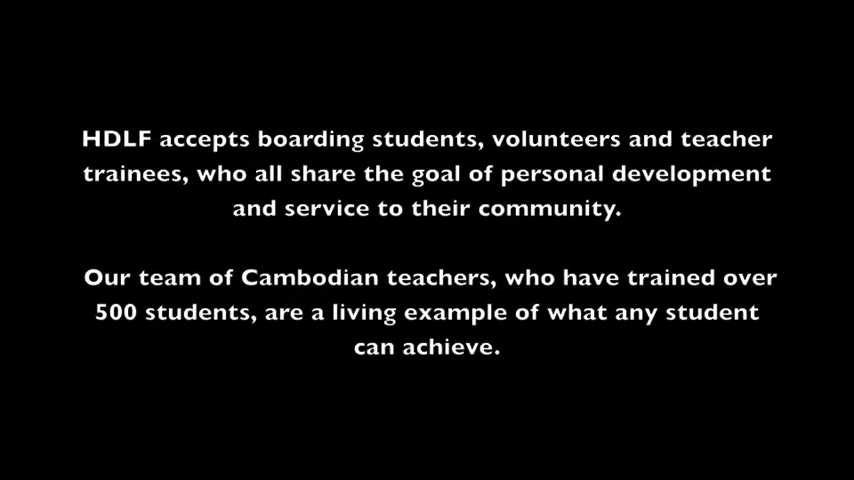 HDLF accepts boarding students, volunteers and teacher
trainees, who all share the goal of personal development
and service to their community.
Our team of Cambodian teachers, who have trained over
500 students, are a living example of what any student
can achieve.